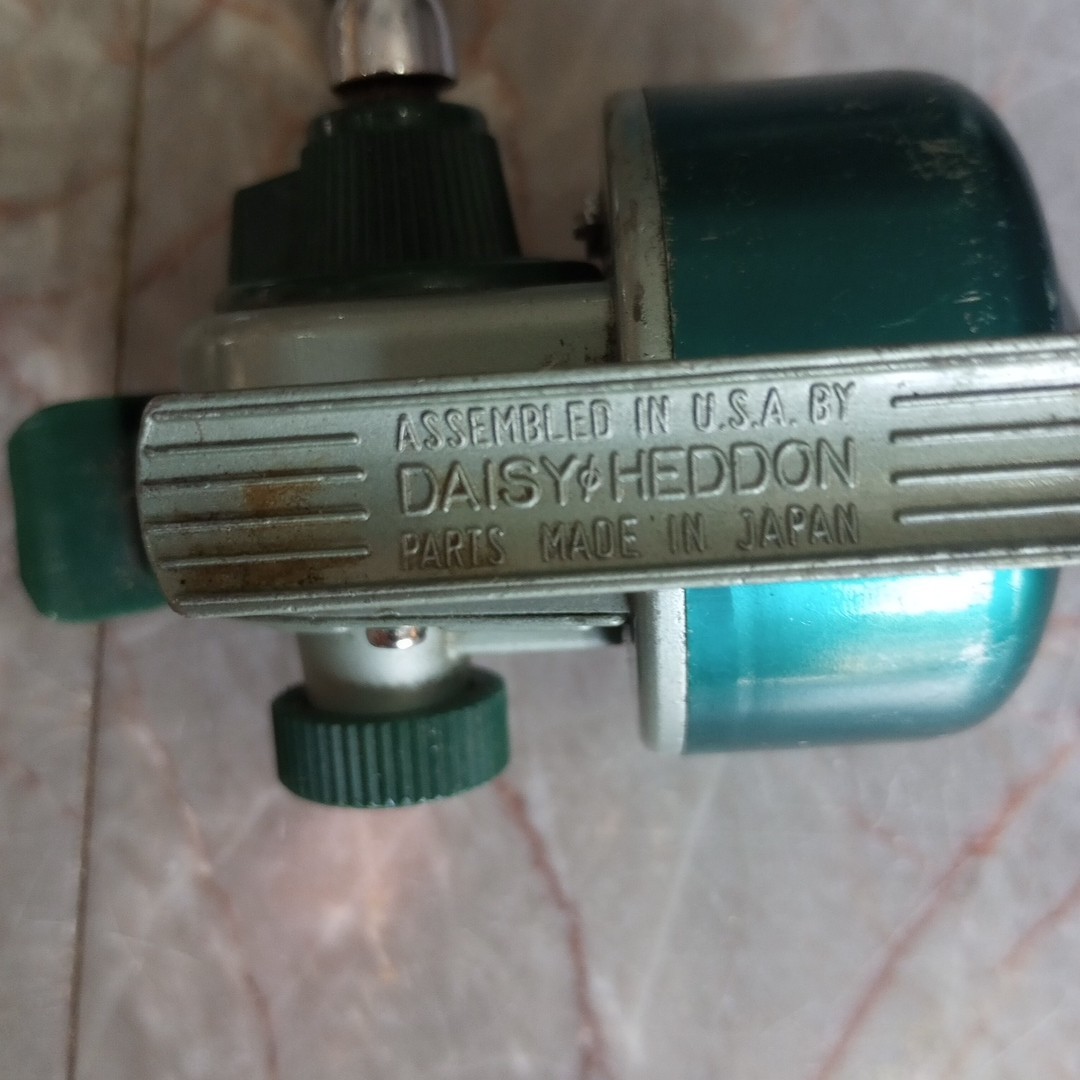 ASSEMBLED IN U.S.A. BY
DAISY & HEDDON
PARTS MADE IN JAPAN